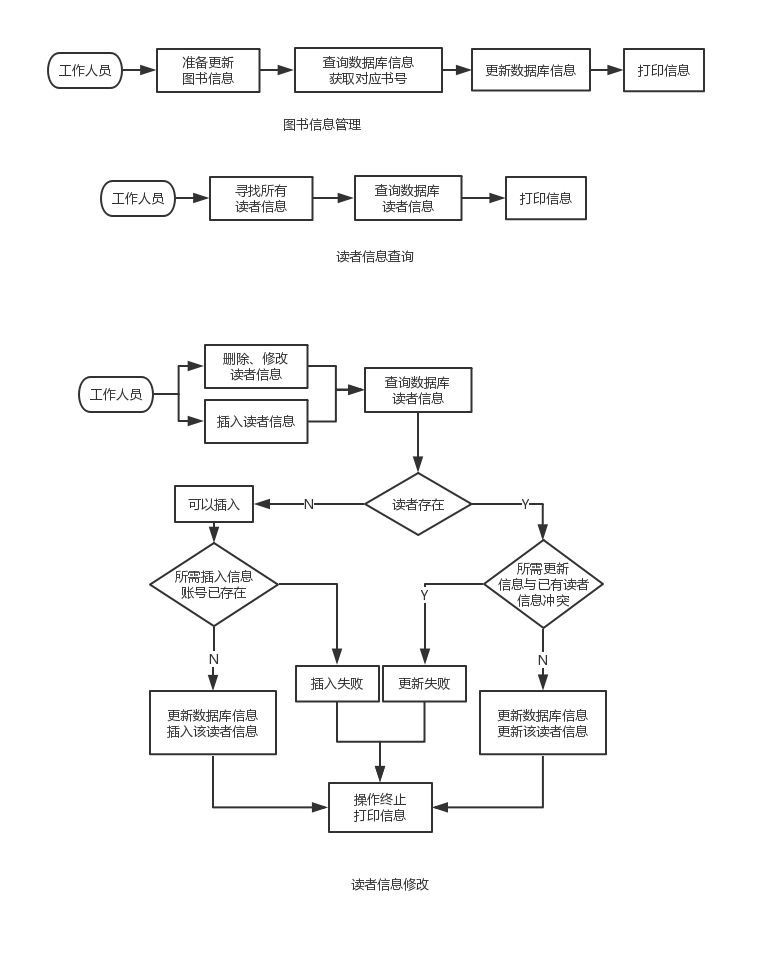 工作人员
准备更新
图书信息
查询数据库信息
获取对应书号
更新数据库信息
打印信息
图书信息管理
工作人员
寻找所有
读者信息
查询数据库
读者信息
打印信息
读者信息查询
工作人员
删除、修改
读者信息
插入读者信息
查询数据库
读者信息
可以插入
N
读者存在
Y
所需插入信息
账号已存在
所需更新
信息与已有读者
信息冲突
Y
N
N
插入失败
更新失败
更新数据库信息
插入该读者信息
更新数据库信息
更新该读者信息
操作终止
打印信息
读者信息修改